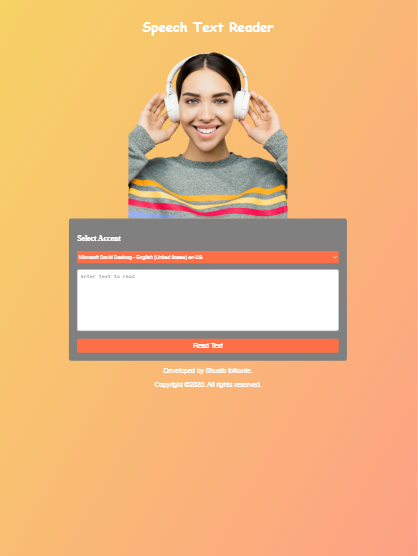 Speech Text Reader
Select Accent
Microsoft David Desktop - English (United States) en-US
enter text to read
Read Text
Developed by Shuaib Ibikunle.
Copyright ©2020. All rights reserved.